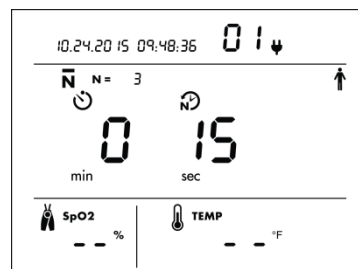 10.24.2015 09:48:36 01
N N = 3
N
0 15
min sec
SpO2 TEMP
-- % -- °F